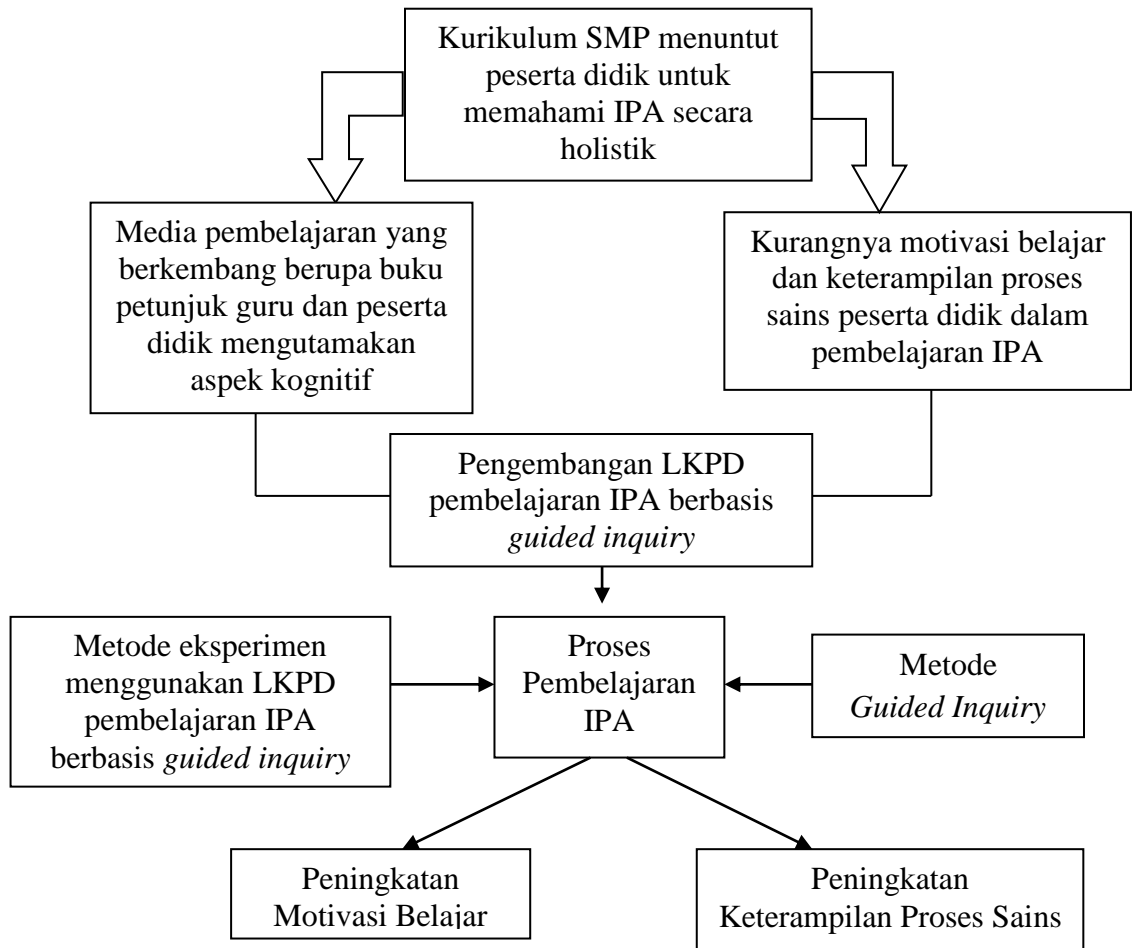 Kurikulum SMP menuntut
peserta didik untuk
memahami IPA secara
holistik
Media pembelajaran yang
berkembang berupa buku
petunjuk guru dan peserta
didik mengutamakan
aspek kognitif
Kurangnya motivasi belajar
dan keterampilan proses
sains peserta didik dalam
pembelajaran IPA
Pengembangan LKPD
pembelajaran IPA berbasis
guided inquiry
Metode eksperimen
menggunakan LKPD
pembelajaran IPA
berbasis guided inquiry
Proses
Pembelajaran
IPA
Metode
Guided Inquiry
Peningkatan
Motivasi Belajar
Peningkatan
Keterampilan Proses Sains